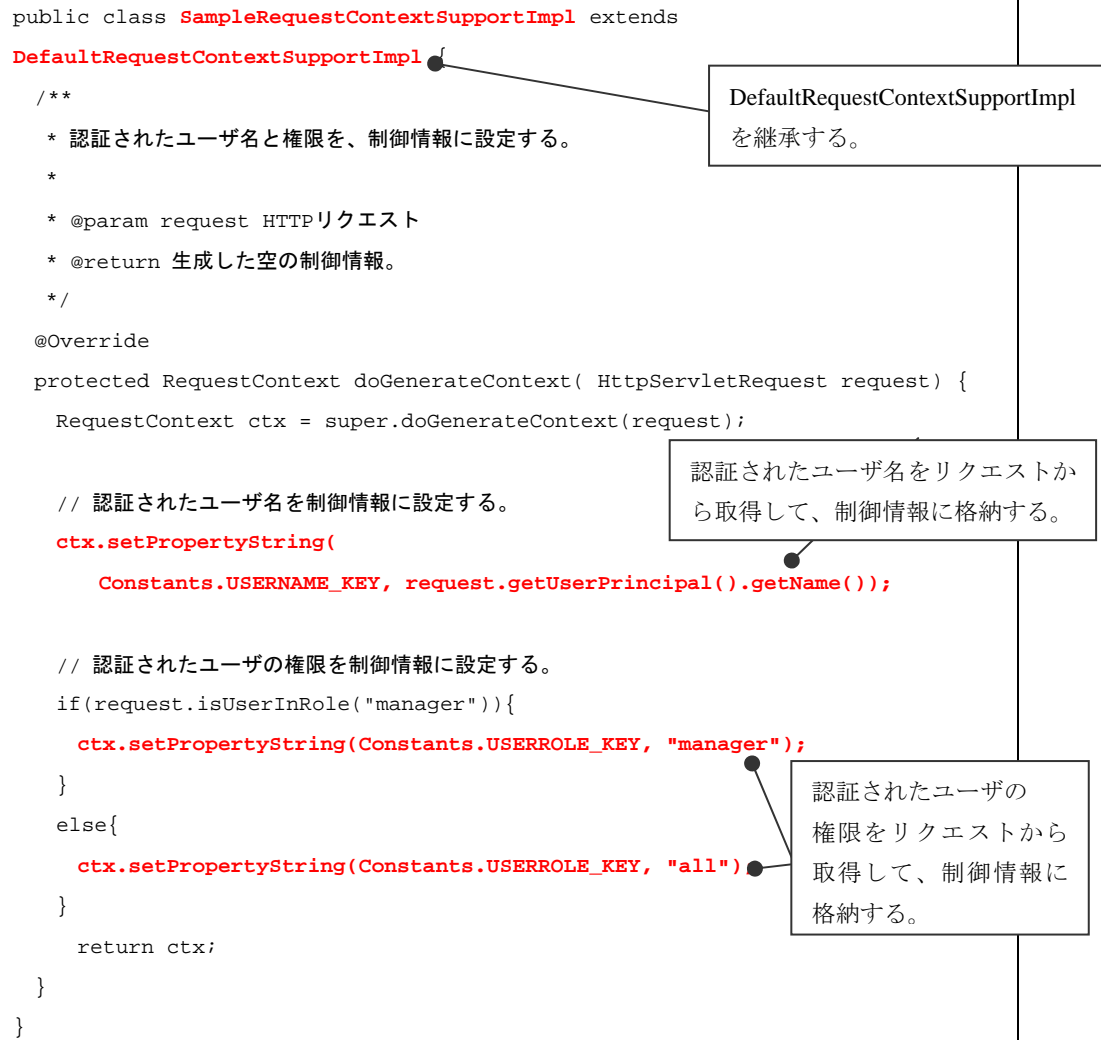 public class SampleRequestContextSupportImpl extends
DefaultRequestContextSupportImpl {
DefaultRequestContextSupportImpl
を継承する。
/**
* 認証されたユーザ名と権限を、制御情報に設定する。
*
* @param request HTTPリクエスト
* @return 生成した空の制御情報。
*/
@Override
protected RequestContext doGenerateContext( HttpServletRequest request) {
RequestContext ctx = super.doGenerateContext(request);
認証されたユーザ名をリクエストか
ら取得して、制御情報に格納する。
// 認証されたユーザ名を制御情報に設定する。
ctx.setPropertyString(
Constants.USERNAME_KEY, request.getUserPrincipal().getName());
// 認証されたユーザの権限を制御情報に設定する。
if(request.isUserInRole("manager")){
ctx.setPropertyString(Constants.USERROLE_KEY, "manager");
}
else{
ctx.setPropertyString(Constants.USERROLE_KEY, "all");
認証されたユーザの
権限をリクエストから
取得して、制御情報に
格納する。
}
return ctx;
}
}